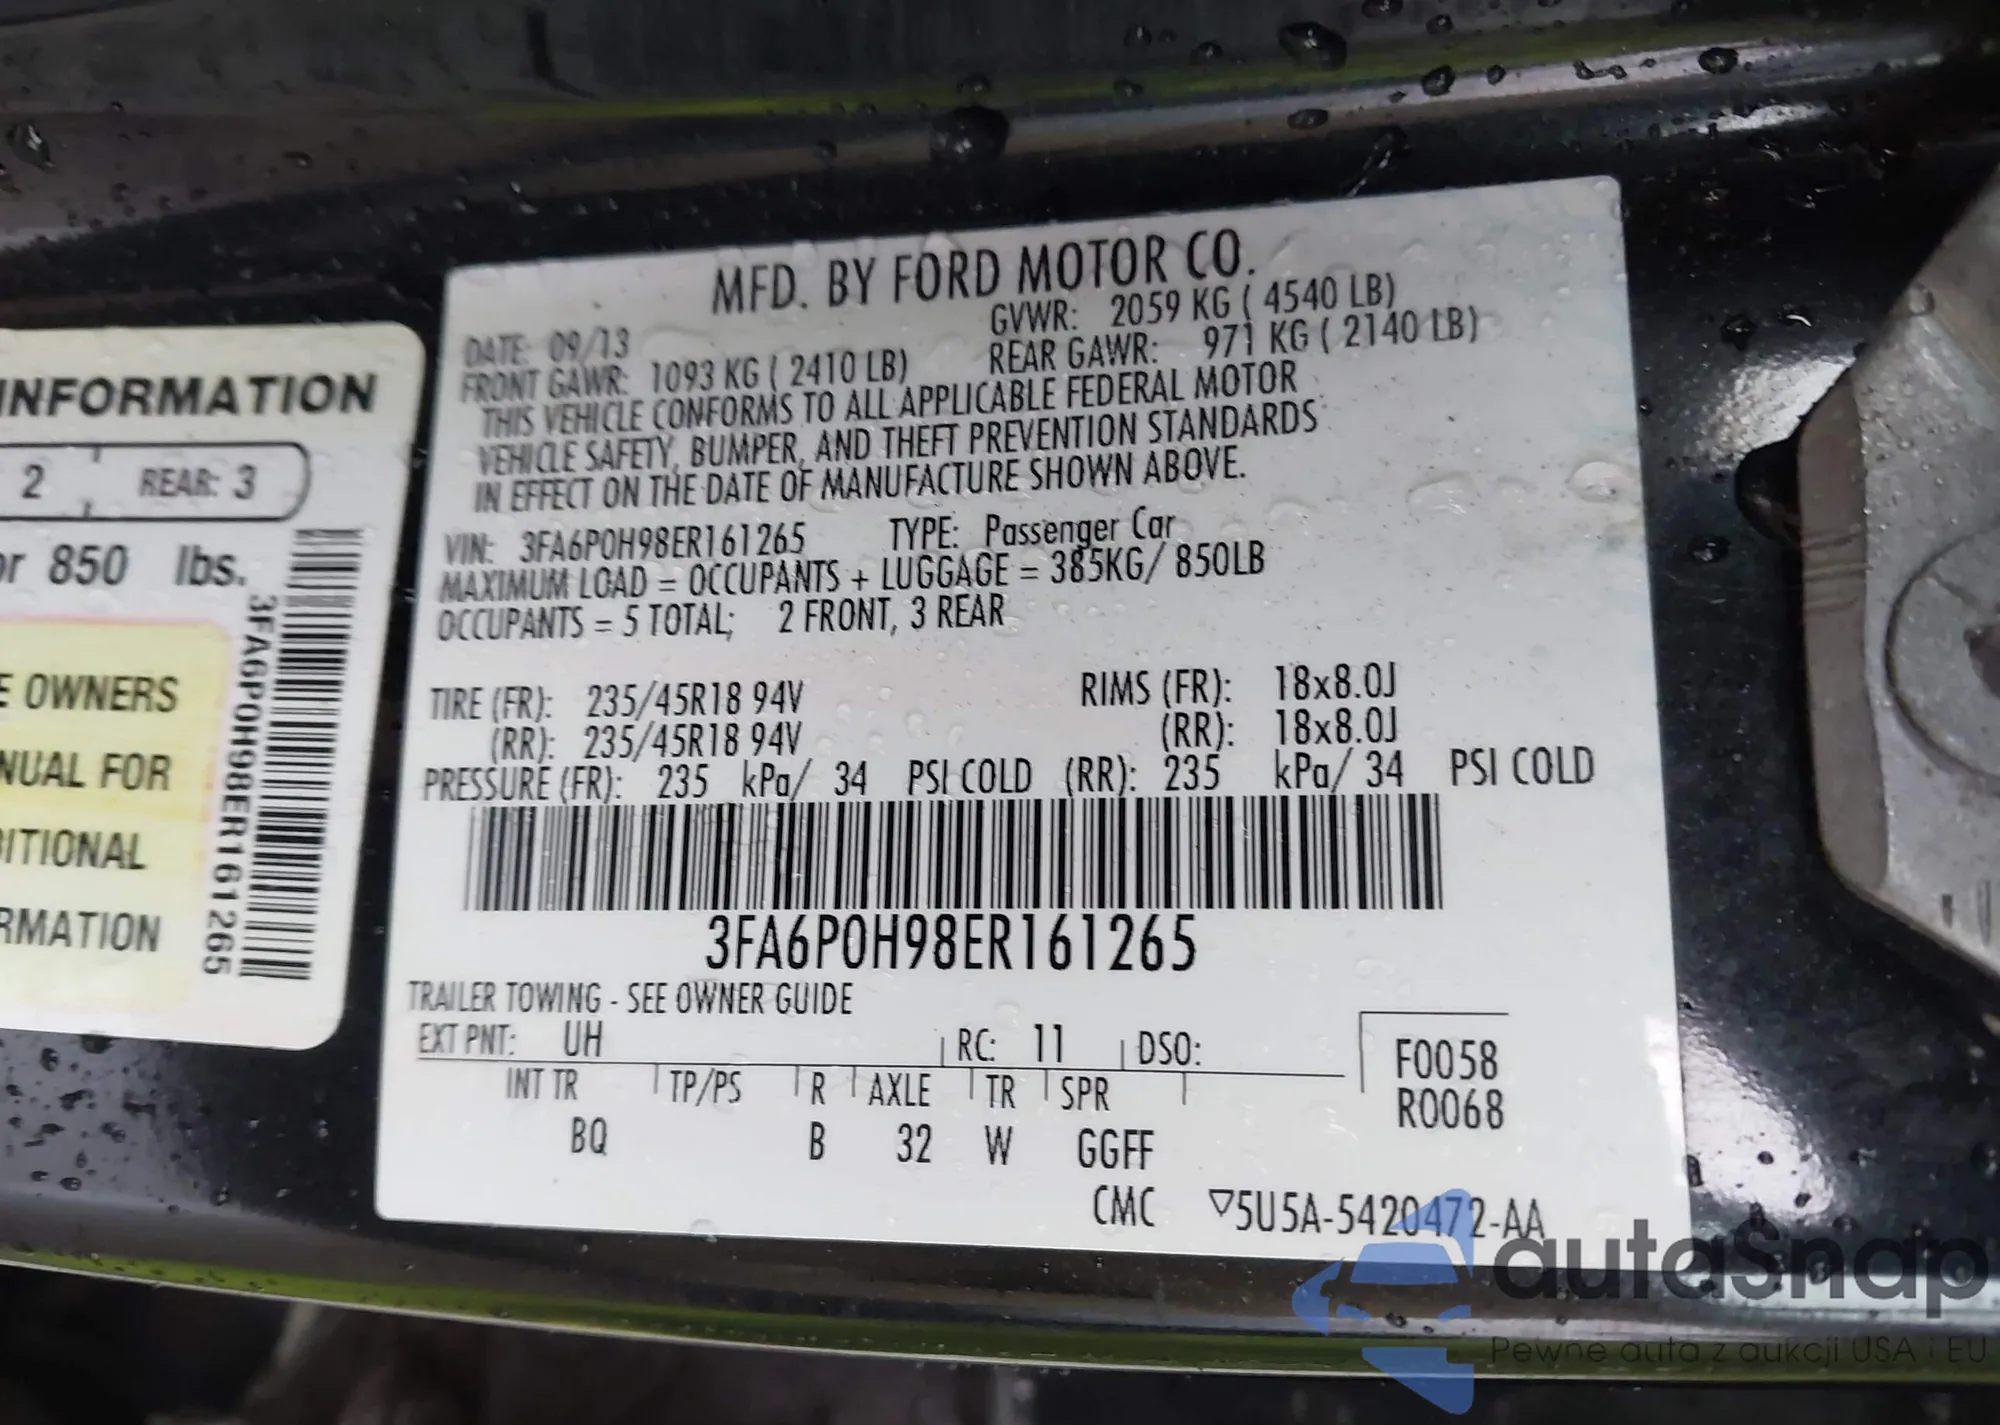 INFORMATION
2 REAR: 3
or 850 lbs.
E OWNERS
NUAL FOR
ITIONAL
RMATION
3FA6P0H98ER161265
MFD. BY FORD MOTOR CO.
DATE: 09/13 GVWR: 2059 KG ( 4540 LB)
FRONT GAWR: 1093 KG ( 2410 LB) REAR GAWR: 971 KG ( 2140 LB)
THIS VEHICLE CONFORMS TO ALL APPLICABLE FEDERAL MOTOR
VEHICLE SAFETY, BUMPER, AND THEFT PREVENTION STANDARDS
IN EFFECT ON THE DATE OF MANUFACTURE SHOWN ABOVE.
VIN: 3FA6P0H98ER161265 TYPE: Passenger Car
MAXIMUM LOAD = OCCUPANTS + LUGGAGE = 385KG/ 850LB
OCCUPANTS = 5 TOTAL; 2 FRONT, 3 REAR
TIRE (FR): 235/45R18 94V RIMS (FR): 18x8.0J
(RR): 235/45R18 94V (RR): 18x8.0J
PRESSURE (FR): 235 kPa/ 34 PSI COLD (RR): 235 kPa/ 34 PSI COLD
3FA6P0H98ER161265
TRAILER TOWING - SEE OWNER GUIDE
EXT PNT: UH RC: 11 DSO:
INT TR TP/PS R AXLE TR SPR
BQ B 32 W GGFF
F0058
R0068
CMC ▽5U5A-5420472-AA
autasnap
Pewne auta z aukcji USA i EU